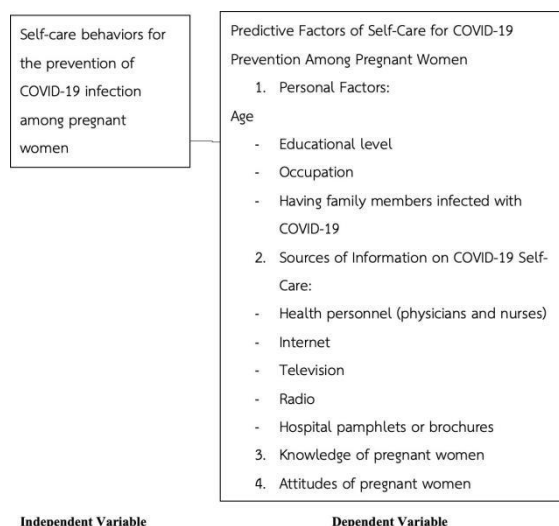 Self-care behaviors for
the prevention of
COVID-19 infection
among pregnant
women
Predictive Factors of Self-Care for COVID-19
Prevention Among Pregnant Women
1. Personal Factors:
Age
- Educational level
- Occupation
- Having family members infected with
COVID-19
2. Sources of Information on COVID-19 Self-
Care:
- Health personnel (physicians and nurses)
- Internet
- Television
- Radio
- Hospital pamphlets or brochures
3. Knowledge of pregnant women
4. Attitudes of pregnant women
Independent Variable
Dependent Variable